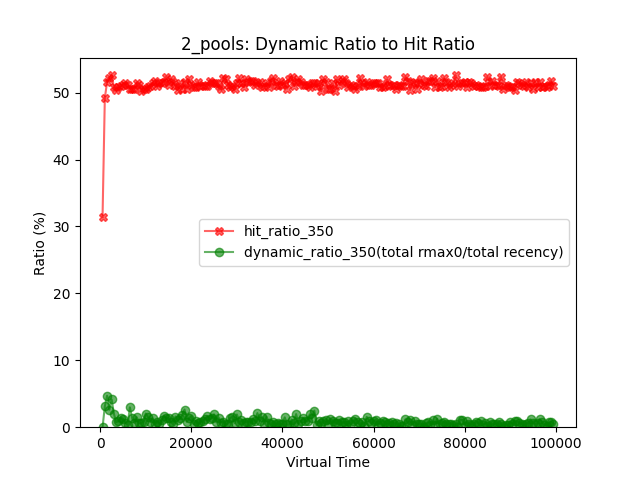 2_pools: Dynamic Ratio to Hit Ratio
Ratio (%)
50
40
30
20
10
0
hit_ratio_350
dynamic_ratio_350(total rmax0/total recency)
0 20000 40000 60000 80000 100000
Virtual Time